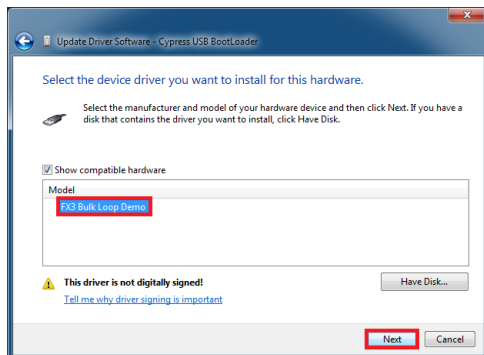 Update Driver Software - Cypress USB BootLoader
Select the device driver you want to install for this hardware.
Select the manufacturer and model of your hardware device and then click Next. If you have a
disk that contains the driver you want to install, click Have Disk.
Show compatible hardware
Model
FX3 Bulk Loop Demo
This driver is not digitally signed!
Have Disk...
Tell me why driver signing is important
Next
Cancel